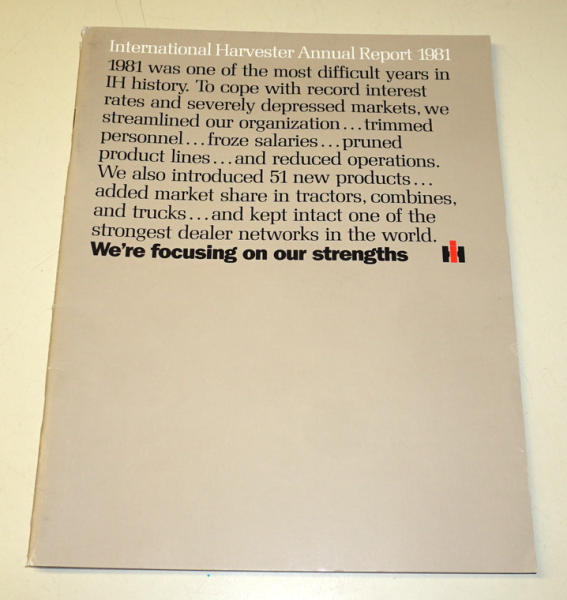 International Harvester Annual Report 1981
1981 was one of the most difficult years in
IH history. To cope with record interest
rates and severely depressed markets, we
streamlined our organization...trimmed
personnel...froze salaries...pruned
product lines...and reduced operations.
We also introduced 51 new products...
added market share in tractors, combines,
and trucks...and kept intact one of the
strongest dealer networks in the world.
We're focusing on our strengths IH